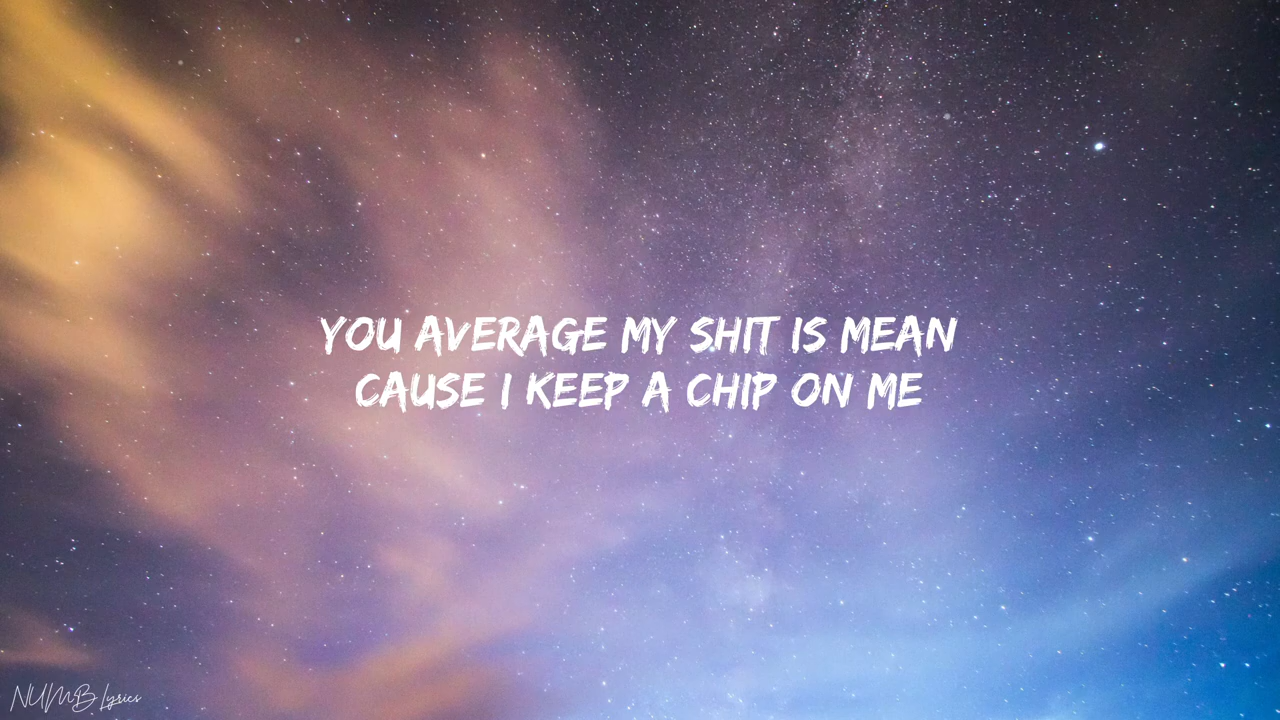 YOU AVERAGE MY SHIT IS MEAN
CAUSE I KEEP A CHIP ON ME
NUMB Lyrics